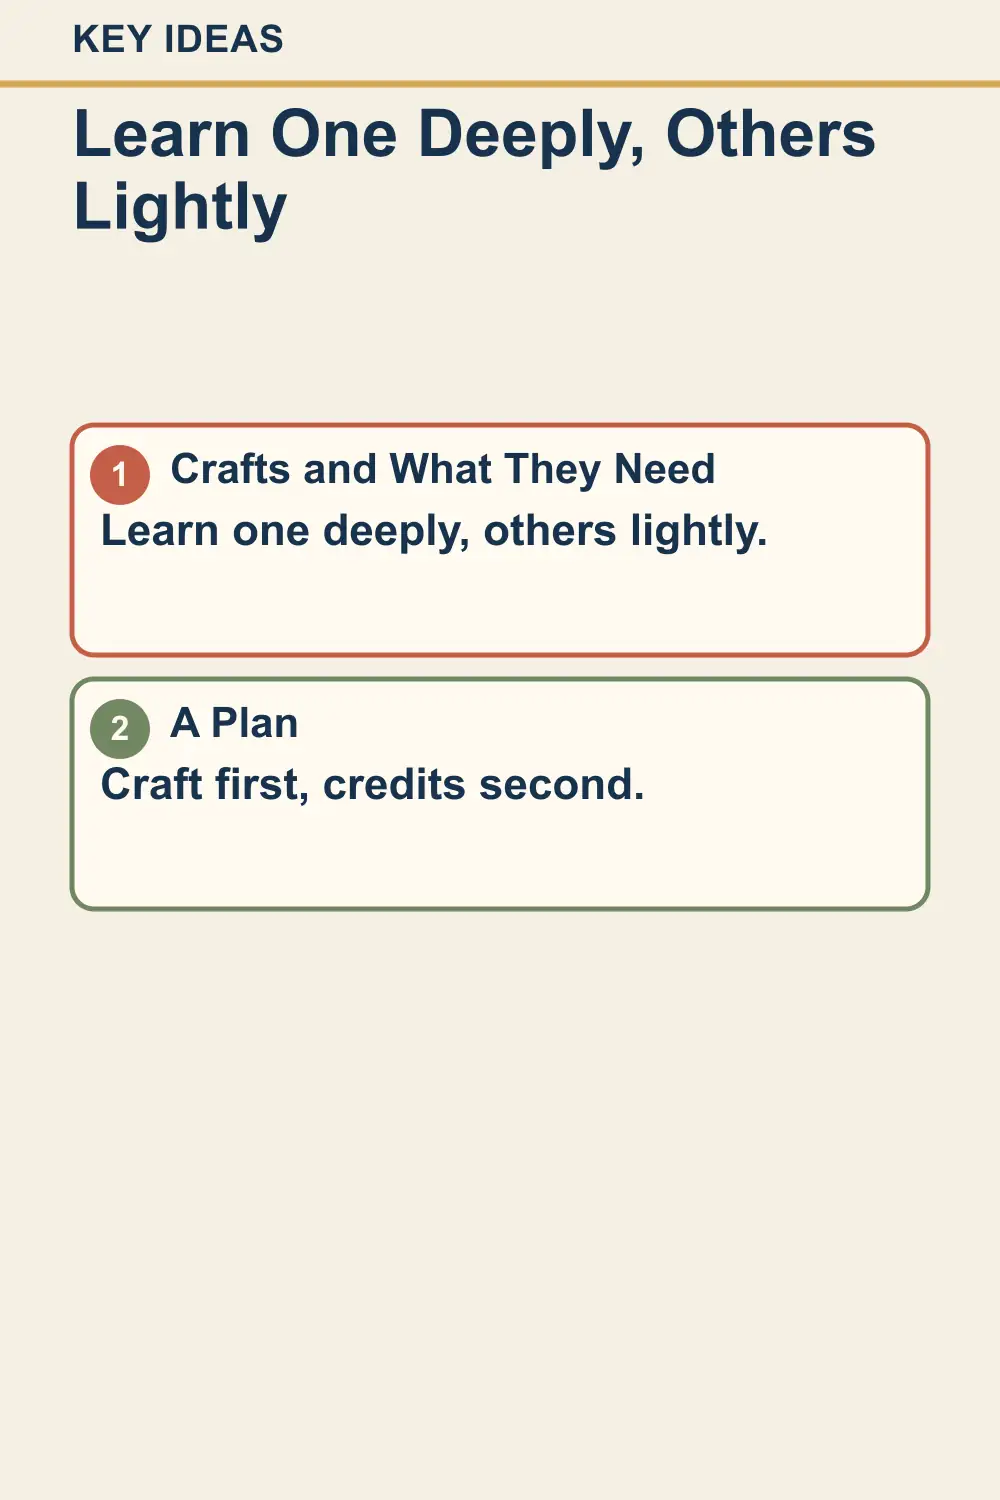 KEY IDEAS
Learn One Deeply, Others
Lightly
1 Crafts and What They Need
Learn one deeply, others lightly.
2 A Plan
Craft first, credits second.